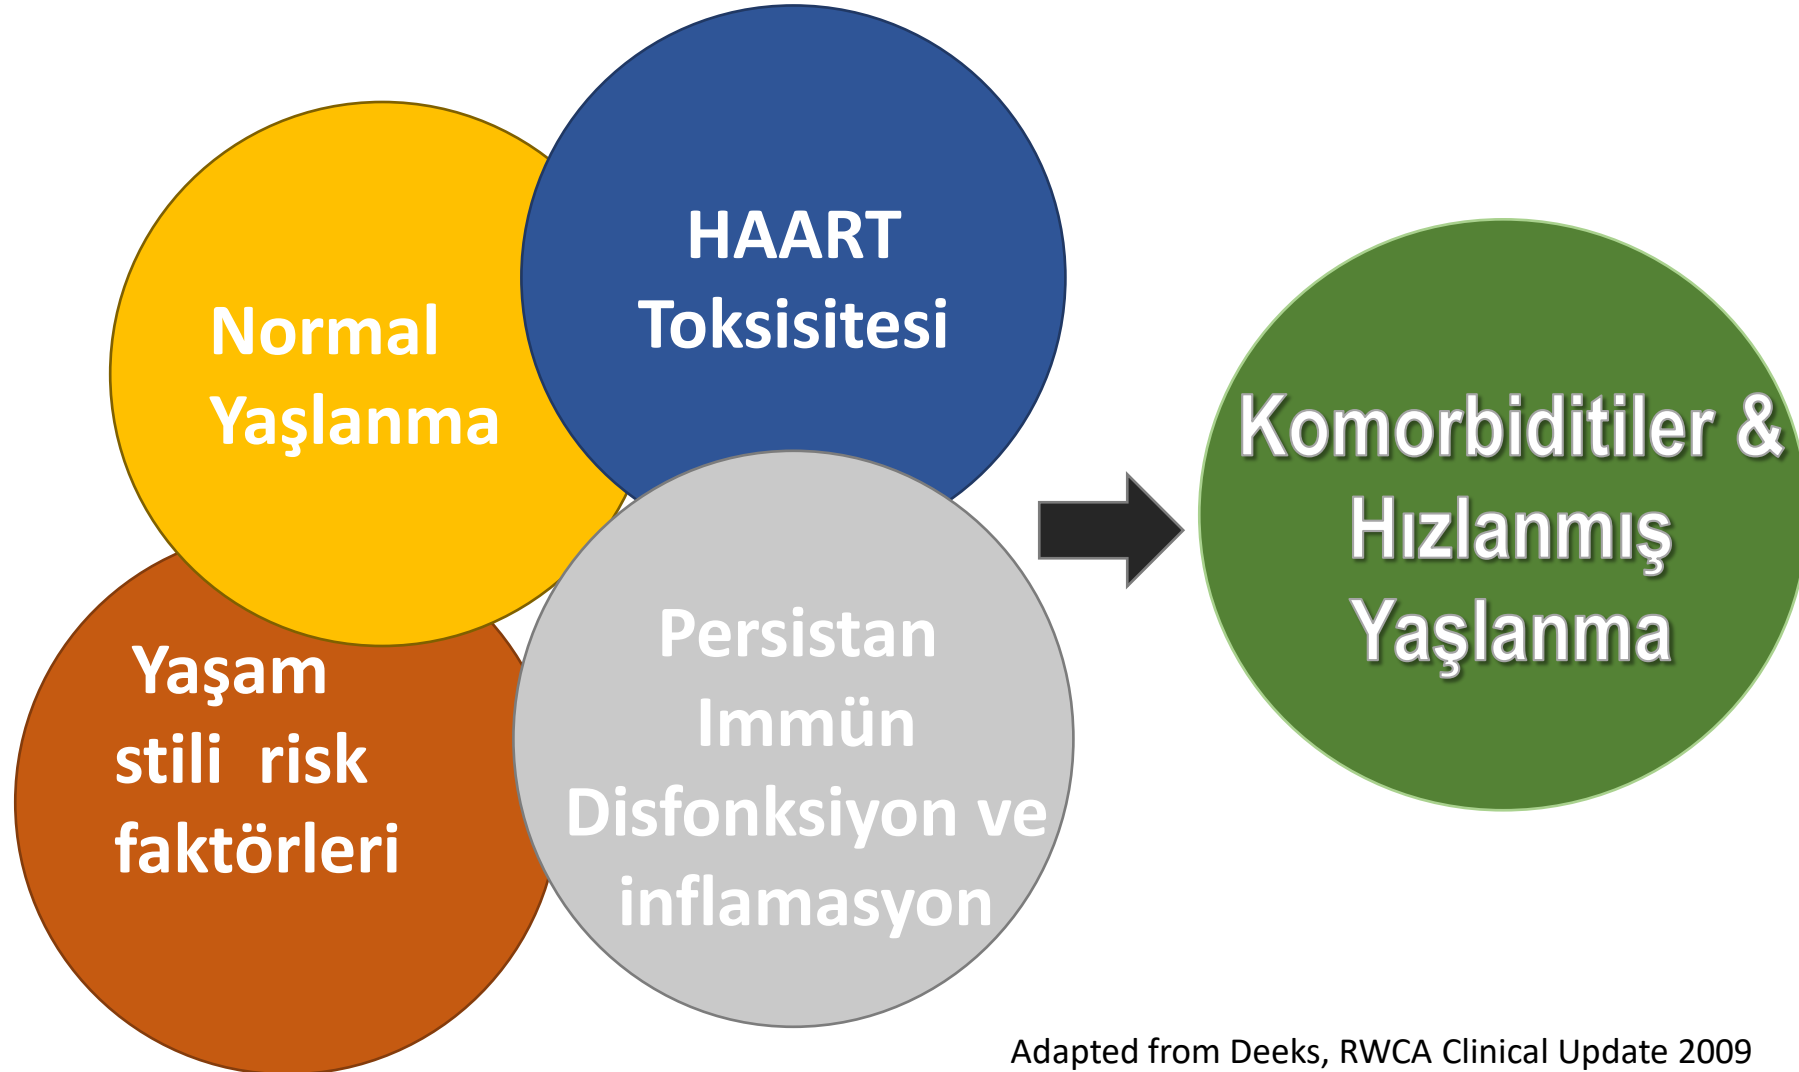 Normal
Yaşlanma
HAART
Toksisitesi
Yaşam
stili  risk
faktörleri
Persistan
Immün
Disfonksiyon ve
inflamasyon
Komorbiditiler &
Hızlanmış
Yaşlanma
Adapted from Deeks, RWCA Clinical Update 2009